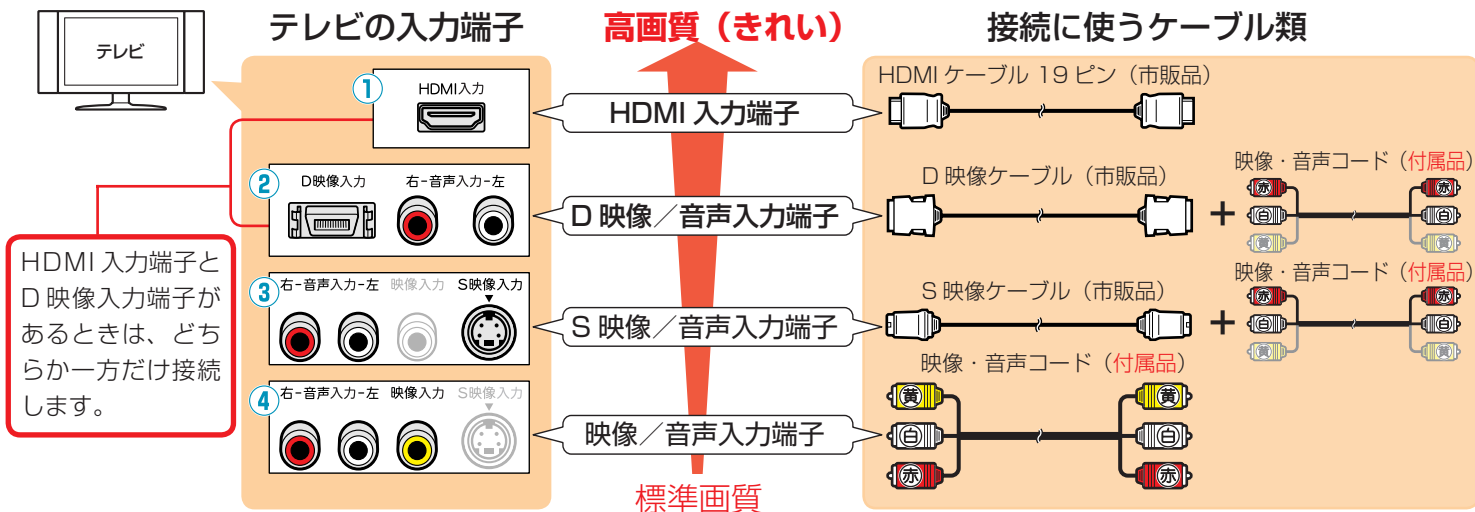 テレビ
テレビの入力端子
高画質（きれい）
接続に使うケーブル類
1
HDMI入力
HDMI 入力端子
HDMI ケーブル 19 ピン（市販品）
2
D映像入力
右-音声入力-左
D 映像／音声入力端子
D 映像ケーブル（市販品）
+
映像・音声コード（付属品）
赤 赤
白 白
黄 黄
HDMI 入力端子と
D 映像入力端子が
あるときは、どち
らか一方だけ接続
します。
3
右-音声入力-左 映像入力 S映像入力
S 映像／音声入力端子
S 映像ケーブル（市販品）
+
映像・音声コード（付属品）
赤 赤
白 白
黄 黄
4
右-音声入力-左 映像入力 S映像入力
映像／音声入力端子
映像・音声コード（付属品）
黄 黄
白 白
赤 赤
標準画質